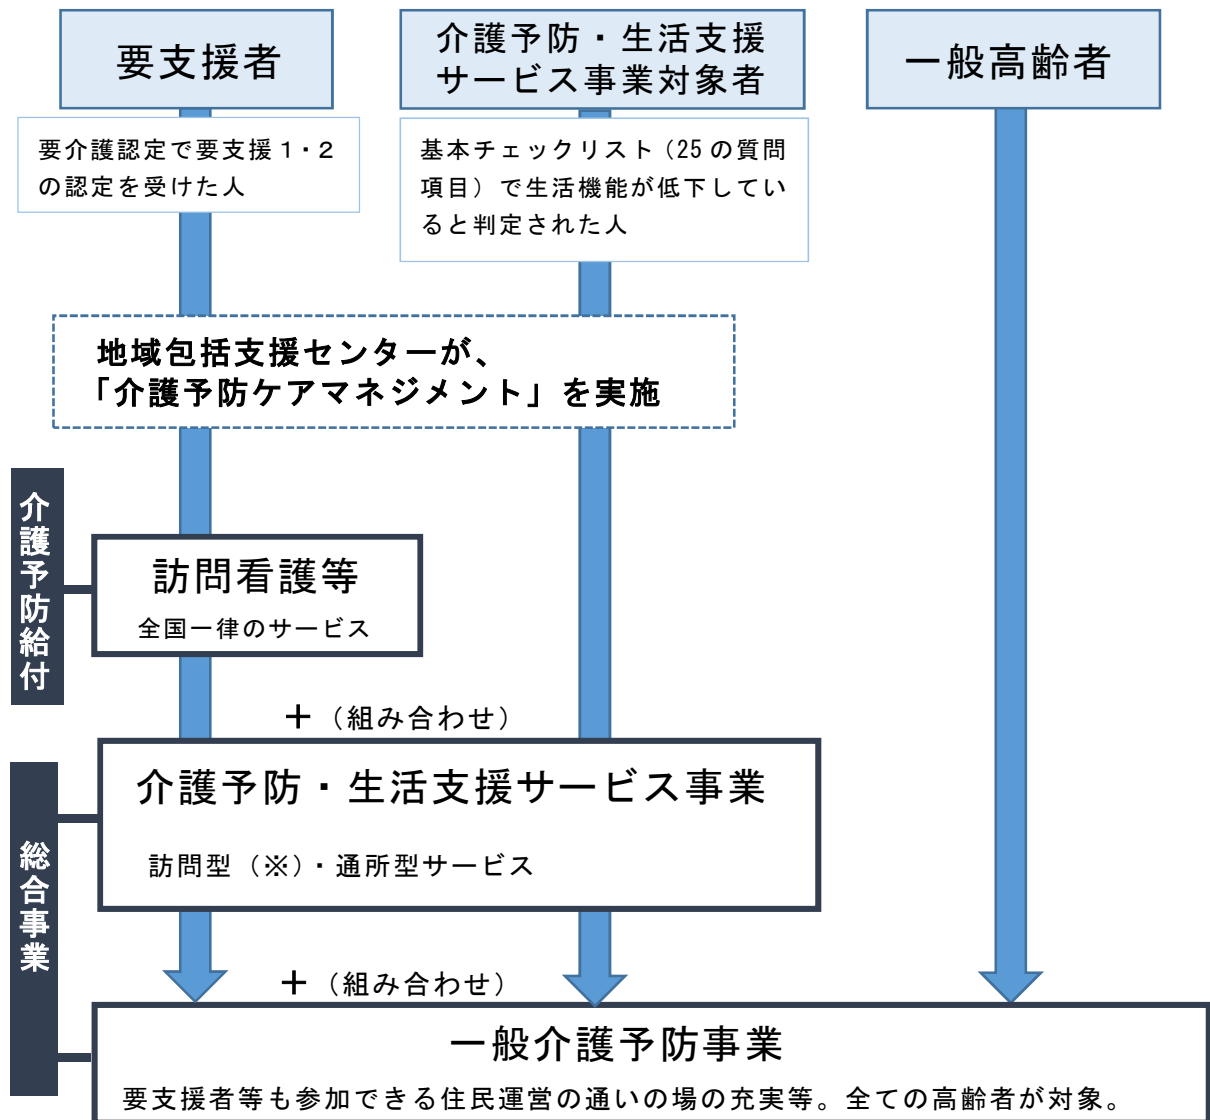 要支援者
介護予防・生活支援
サービス事業対象者
一般高齢者
要介護認定で要支援1・2
の認定を受けた人
基本チェックリスト（25の質問
項目）で生活機能が低下してい
ると判定された人
地域包括支援センターが、
「介護予防ケアマネジメント」を実施
介護予防給付
訪問看護等
全国一律のサービス
＋（組み合わせ）
総合事業
介護予防・生活支援サービス事業
訪問型（※）・通所型サービス
＋（組み合わせ）
一般介護予防事業
要支援者等も参加できる住民運営の通いの場の充実等。全ての高齢者が対象。